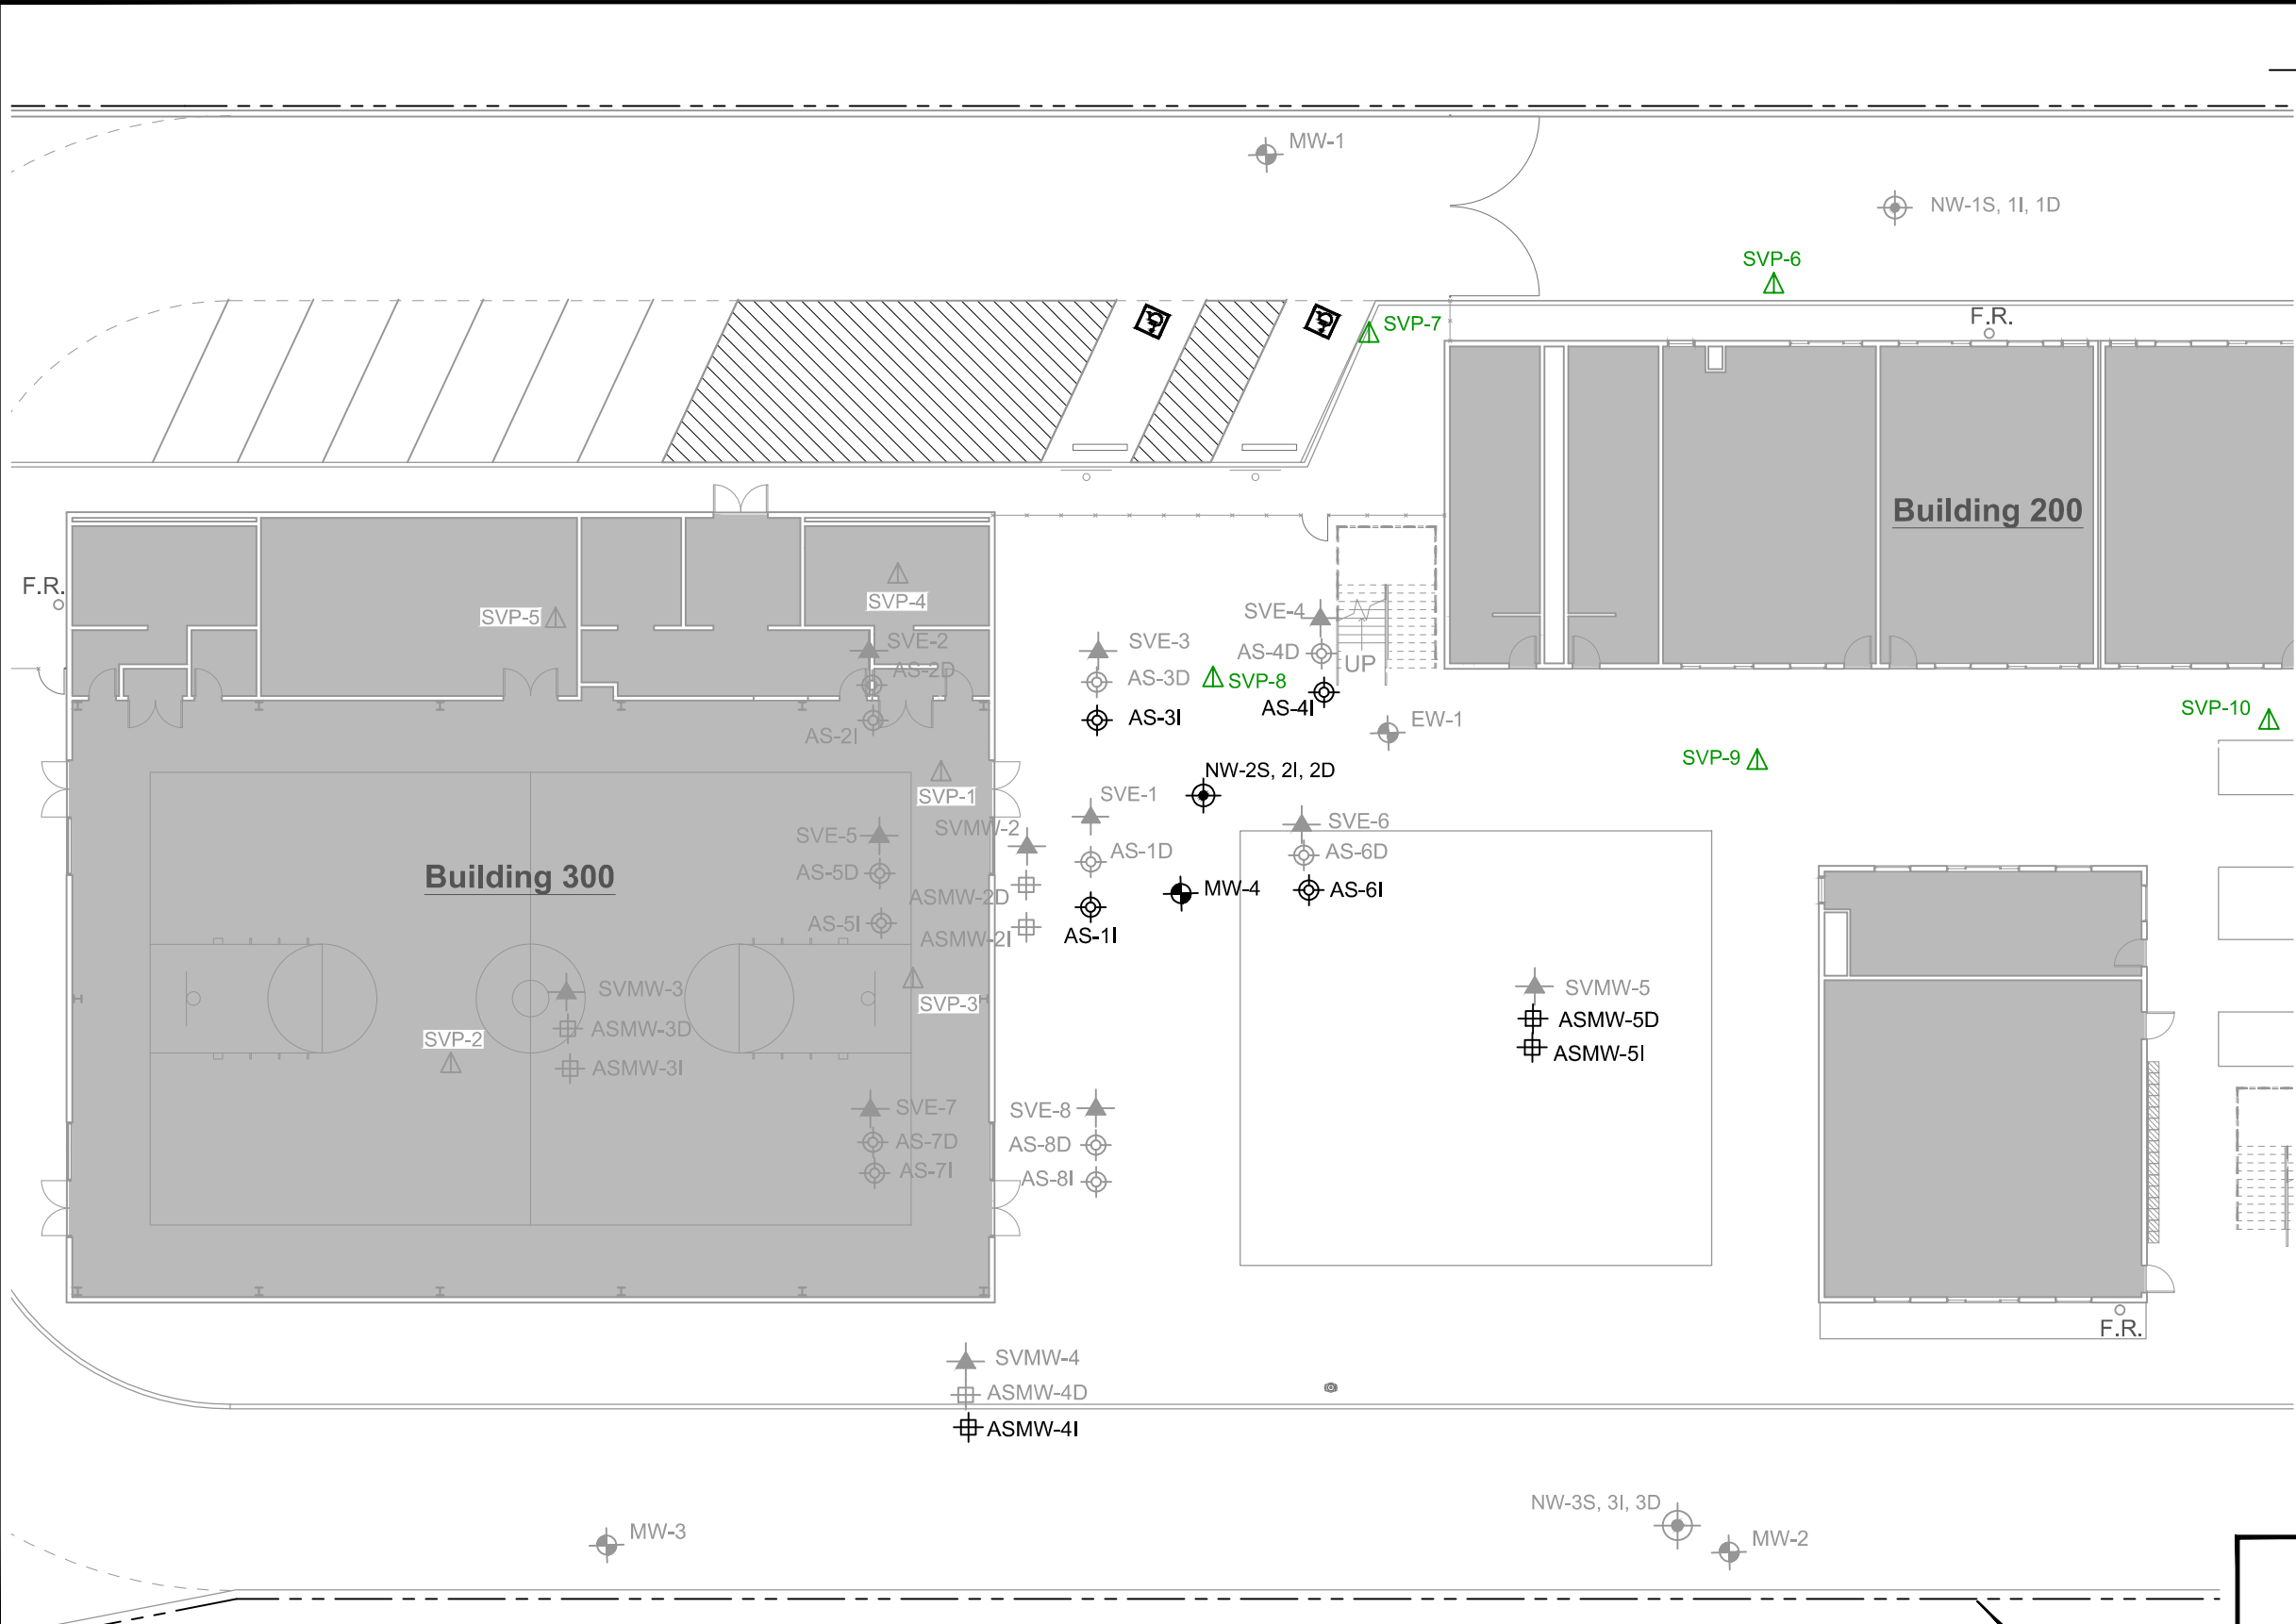 MW-1
NW-1S, 1I, 1D
SVP-6
SVP-7
F.R.
Building 200
F.R.
SVP-5
SVP-4
SVE-2
AS-2D
AS-2I
SVE-3
AS-3D
AS-3I
SVP-8
SVE-4
AS-4D
UP
AS-4I
EW-1
SVP-10
SVP-9
NW-2S, 2I, 2D
SVP-1
SVE-1
SVE-5
SVMW-2
SVE-6
AS-1D
AS-6D
AS-5D
Building 300
ASMW-2D
MW-4
AS-6I
AS-5I
ASMW-2I
AS-1I
SVMW-3
SVP-3
SVMW-5
ASMW-3D
ASMW-5D
SVP-2
ASMW-5I
ASMW-3I
SVE-7
SVE-8
AS-7D
AS-8D
AS-7I
AS-8I
F.R.
SVMW-4
ASMW-4D
ASMW-4I
NW-3S, 3I, 3D
MW-3
MW-2